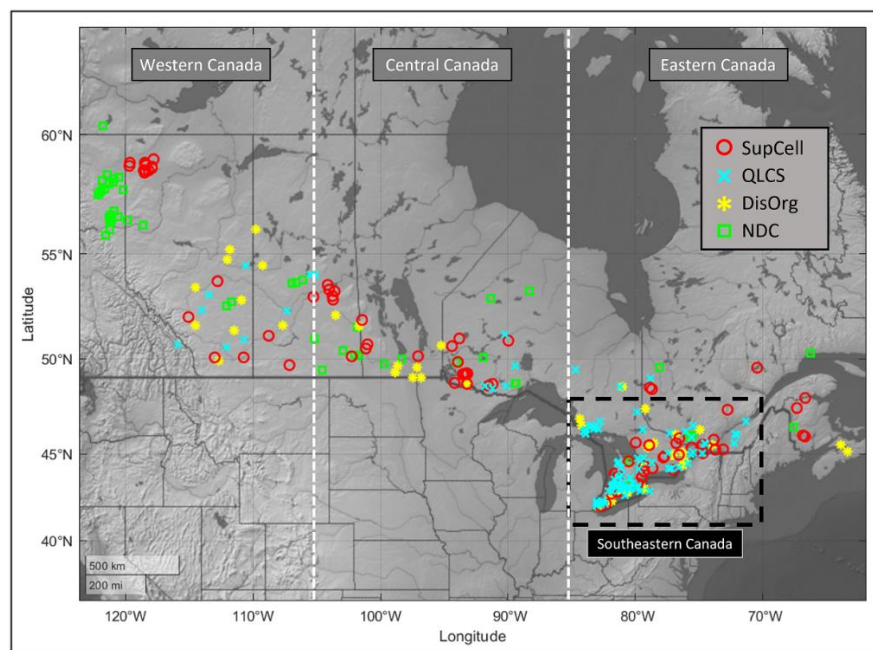 Western Canada
Central Canada
Eastern Canada
60°N
55°N
50°N
45°N
40°N
Latitude
SupCell
QLCS
DisOrg
NDC
Southeastern Canada
500 km
200 mi
120°W
110°W
100°W
90°W
80°W
70°W
Longitude